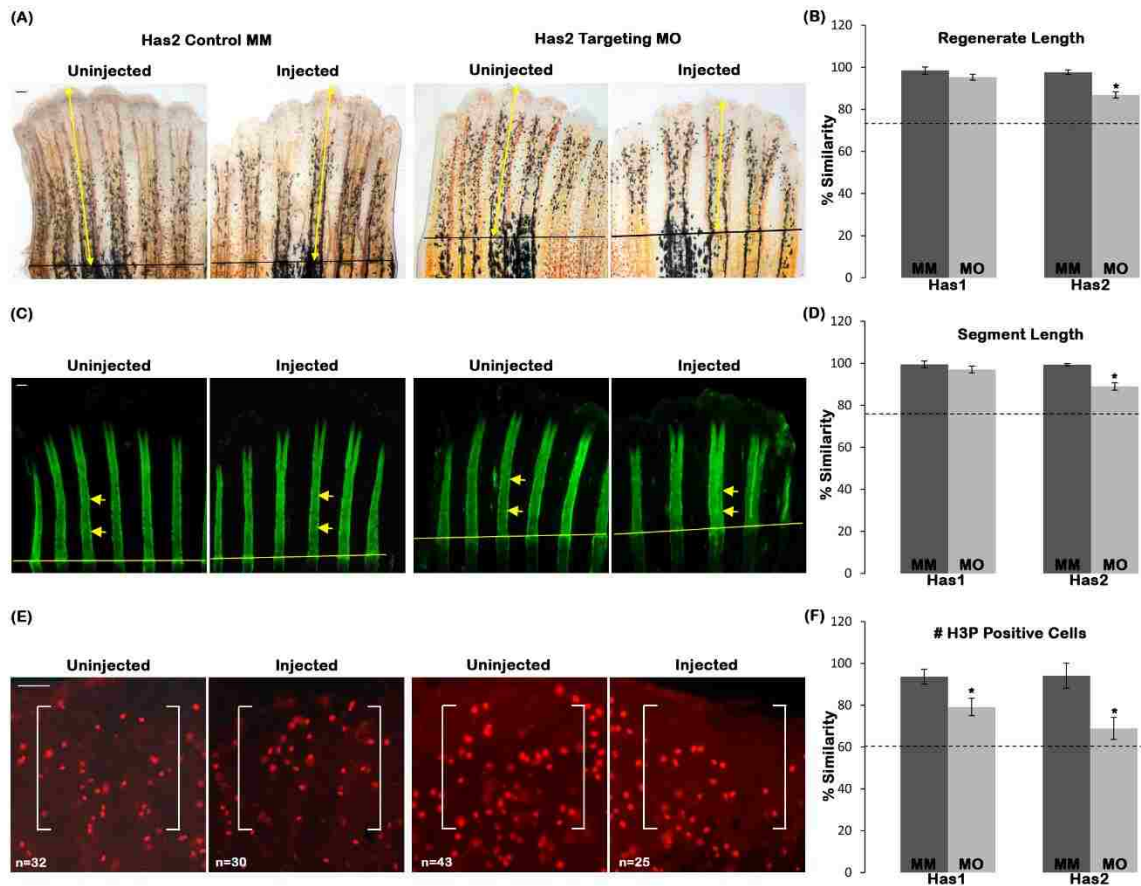 (A)
Has2 Control MM
Has2 Targeting MO
Uninjected
Injected
Uninjected
Injected
(B)
Regenerate Length
% Similarity
120
100
80
60
40
20
0
*
MM
MO
MM
MO
Has1
Has2
(C)
Uninjected
Injected
Uninjected
Injected
(D)
Segment Length
% Similarity
120
100
80
60
40
20
0
*
MM
MO
MM
MO
Has1
Has2
(E)
Uninjected
Injected
Uninjected
Injected
n=32
n=30
n=43
n=25
(F)
# H3P Positive Cells
% Similarity
120
100
80
60
40
20
0
*
*
MM
MO
MM
MO
Has1
Has2